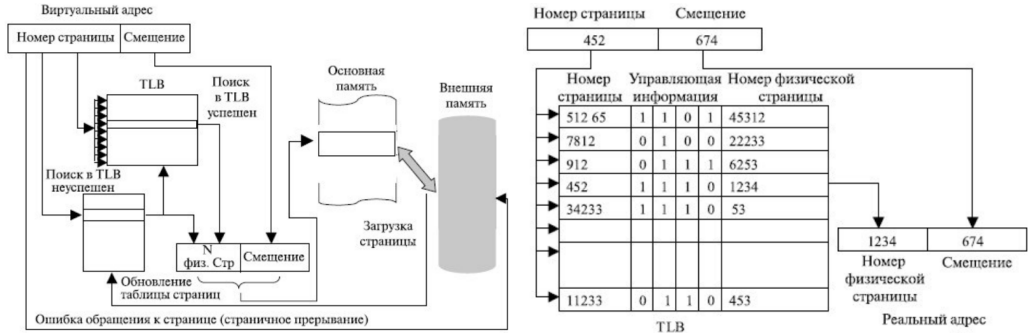 Виртуальный адрес
Номер страницы Смещение
TLB
Поиск
в TLB
успешен
Основная
память
Внешняя
память
Поиск в TLB
неуспешен
Загрузка
страницы
N
физ. Стр
Смещение
Обновление
таблицы страниц
Ошибка обращения к странице (страничное прерывание)
Номер страницы Смещение
452 674
Номер Управляющая Номер физической
страницы информация страницы
512 65 1 1 0 1 45312
7812 0 1 0 0 22233
912 0 1 1 1 6253
452 1 1 1 0 1234
34233 1 1 1 0 53
11233 0 1 1 0 453
TLB
1234 674
Номер
физической
страницы
Смещение
Реальный адрес